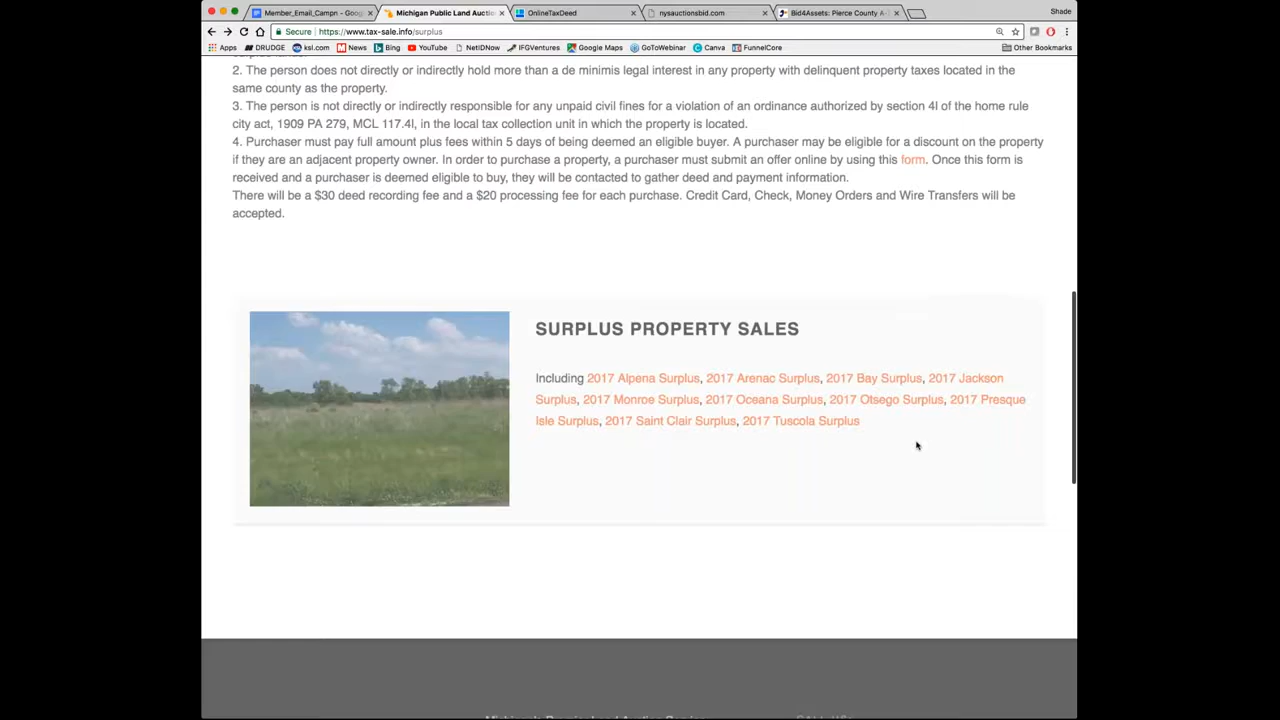 Member_Email_Campn - Goog
Michigan Public Land Auctio
OnlineTaxDeed
nysauctionsbid.com
Bid4Assets: Pierce County A-T
Shade
Secure
https://www.tax-sale.info/surplus
Apps
DRUDGE
ksl.com
News
Bing
YouTube
NetIDNow
IFGVentures
Google Maps
GoToWebinar
Canva
FunnelCore
Other Bookmarks
2. The person does not directly or indirectly hold more than a de minimis legal interest in any property with delinquent property taxes located in the
same county as the property.
3. The person is not directly or indirectly responsible for any unpaid civil fines for a violation of an ordinance authorized by section 4l of the home rule
city act, 1909 PA 279, MCL 117.4l, in the local tax collection unit in which the property is located.
4. Purchaser must pay full amount plus fees within 5 days of being deemed an eligible buyer. A purchaser may be eligible for a discount on the property
if they are an adjacent property owner. In order to purchase a property, a purchaser must submit an offer online by using this form. Once this form is
received and a purchaser is deemed eligible to buy, they will be contacted to gather deed and payment information.
There will be a $30 deed recording fee and a $20 processing fee for each purchase. Credit Card, Check, Money Orders and Wire Transfers will be
accepted.
SURPLUS PROPERTY SALES
Including 2017 Alpena Surplus, 2017 Arenac Surplus, 2017 Bay Surplus, 2017 Jackson
Surplus, 2017 Monroe Surplus, 2017 Oceana Surplus, 2017 Otsego Surplus, 2017 Presque
Isle Surplus, 2017 Saint Clair Surplus, 2017 Tuscola Surplus